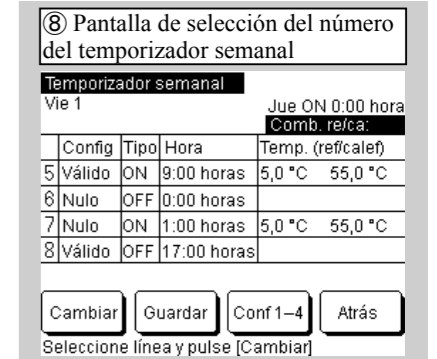 ⑧ Pantalla de selección del número
del temporizador semanal
Temporizador semanal
Vie 1 Jue ON 0:00 hora
Comb. re/ca:
Config Tipo Hora Temp. (ref/calef)
5 Válido ON 9:00 horas 5,0 °C 55,0 °C
6 Nulo OFF 0:00 horas
7 Nulo ON 1:00 horas 5,0 °C 55,0 °C
8 Válido OFF 17:00 horas
Cambiar Guardar Conf 1–4 Atrás
Seleccione línea y pulse [Cambiar]